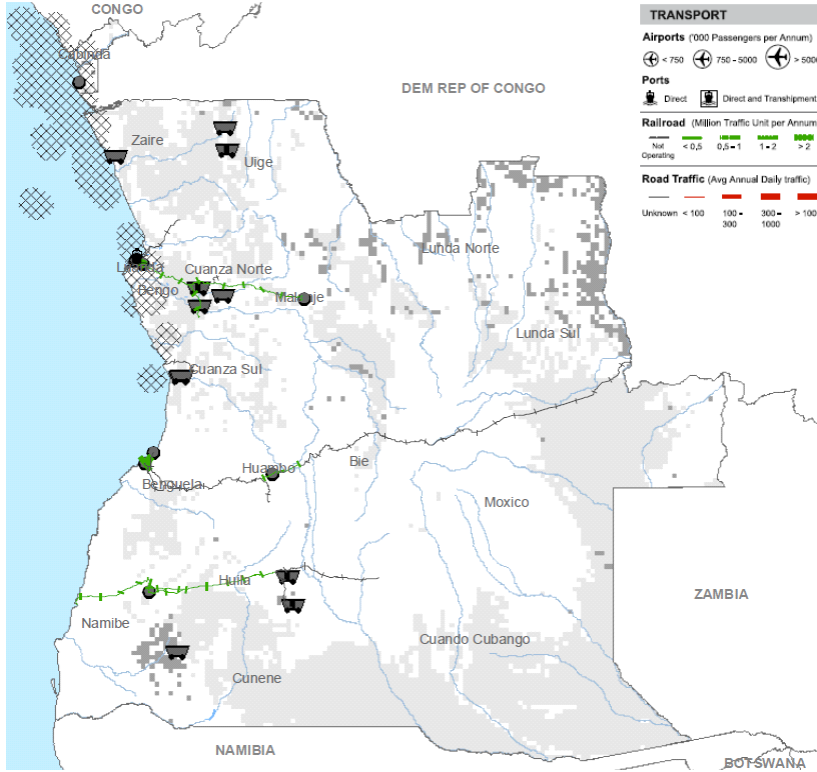 CONGO
Cabinda
DEM REP OF CONGO
Zaire
Uige
Lunda Norte
Luanda
Cuanza Norte
Bengo
Malanje
Lunda Sul
Cuanza Sul
Huambo
Bie
Benguela
Moxico
Huila
Namibe
ZAMBIA
Cuando Cubango
Cunene
NAMIBIA
BOTSWANA
TRANSPORT
Airports ('000 Passengers per Annum)
< 750 750 - 5000 > 5000
Ports
Direct Direct and Transhipment
Railroad (Million Traffic Unit per Annum
Not Operating < 0,5 0,5 – 1 1 – 2 > 2
Road Traffic (Avg Annual Daily traffic)
Unknown < 100 100 - 300 300 - 1000 > 100